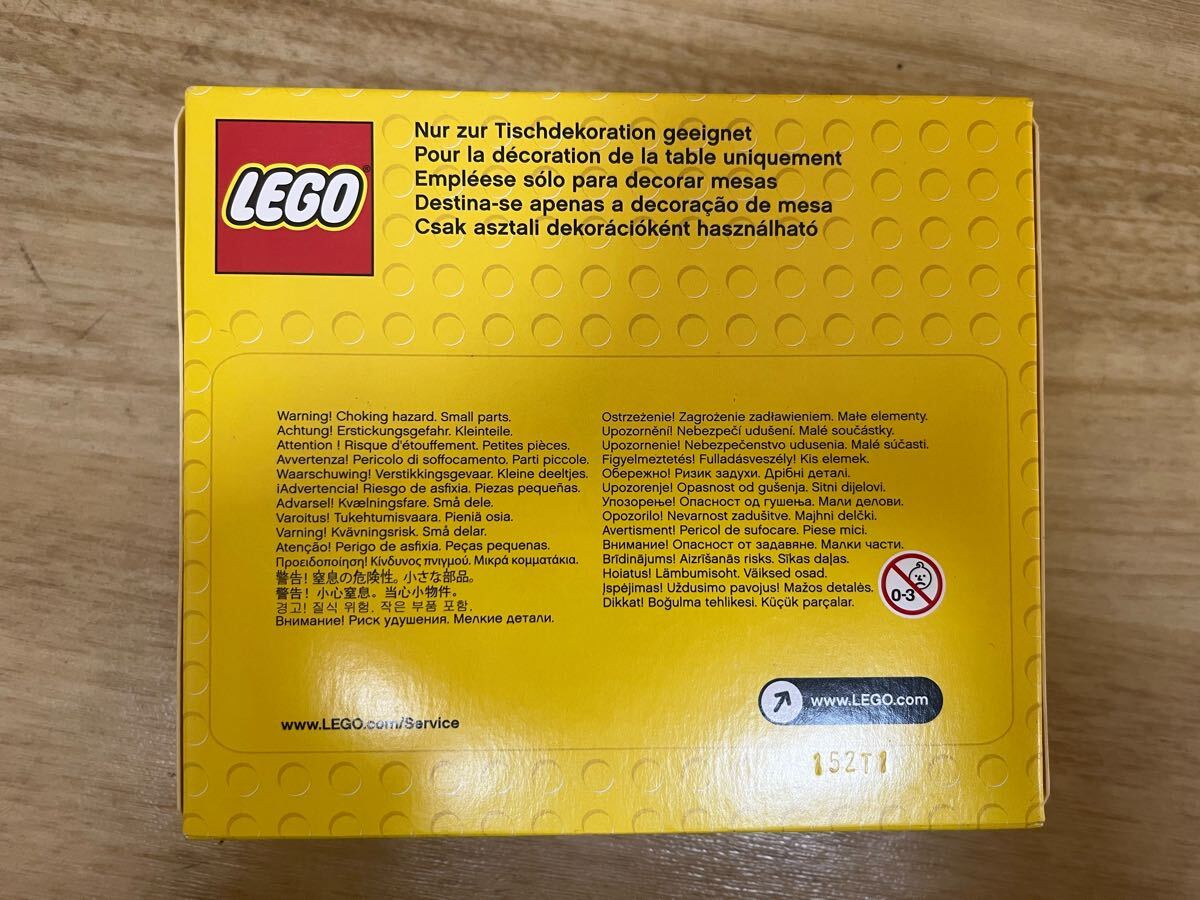 LEGO
®
Nur zur Tischdekoration geeignet
Pour la décoration de la table uniquement
Empléese sólo para decorar mesas
Destina-se apenas a decoração de mesa
Csak asztali dekorációként használható
Warning! Choking hazard. Small parts.
Achtung! Erstickungsgefahr. Kleinteile.
Attention ! Risque d'étouffement. Petites pièces.
Avvertenza! Pericolo di soffocamento. Parti piccole.
Waarschuwing! Verstikkingsgevaar. Kleine deeltjes.
¡Advertencia! Riesgo de asfixia. Piezas pequeñas.
Advarsel! Kvælningsfare. Små dele.
Varoitus! Tukehtumisvaara. Pieniä osia.
Varning! Kvävningsrisk. Små delar.
Atenção! Perigo de asfixia. Peças pequenas.
Προειδοποίηση! Κίνδυνος πνιγμού. Μικρά κομματάκια.
警告! 窒息の危険性。小さな部品。
警告! 小心窒息。当心小物件。
경고! 질식 위험. 작은 부품 포함.
Внимание! Риск удушения. Мелкие детали.
Ostrzeżenie! Zagrożenie zadławieniem. Małe elementy.
Upozornění! Nebezpečí udušení. Malé součástky.
Upozornenie! Nebezpečenstvo udusenia. Malé súčasti.
Figyelmeztetés! Fulladásveszély! Kis elemek.
Обережно! Ризик задухи. Дрібні деталі.
Upozorenje! Opasnost od gušenja. Sitni dijelovi.
Упозорење! Опасност од гушења. Мали делови.
Opozorilo! Nevarnost zadušitve. Majhni delčki.
Avertisment! Pericol de sufocare. Piese mici.
Внимание! Опасност от задавяне. Малки части.
Brīdinājums! Aizrīšanās risks. Sīkas daļas.
Hoiatus! Lämbumisoht. Väiksed osad.
Įspėjimas! Uždusimo pavojus! Mažos detalės.
Dikkat! Boğulma tehlikesi. Küçük parçalar.
0-3
www.LEGO.com/Service
www.LEGO.com
152T1